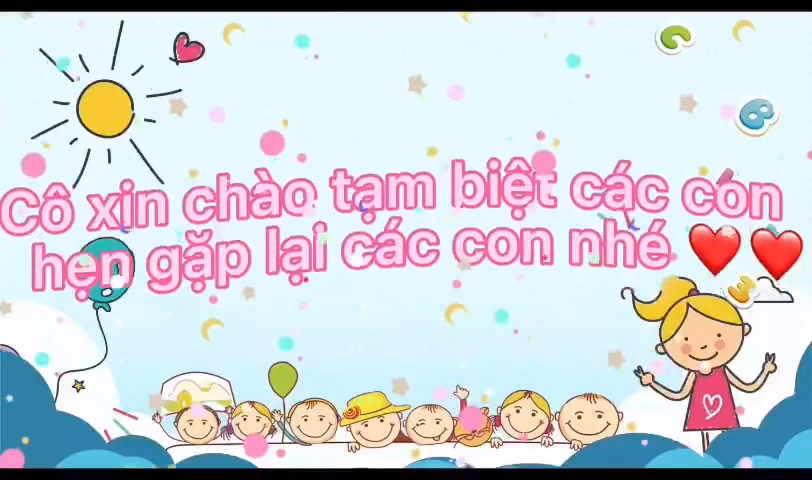 Cô xin chào tạm biệt các con
hẹn gặp lại các con nhé
C
B
E